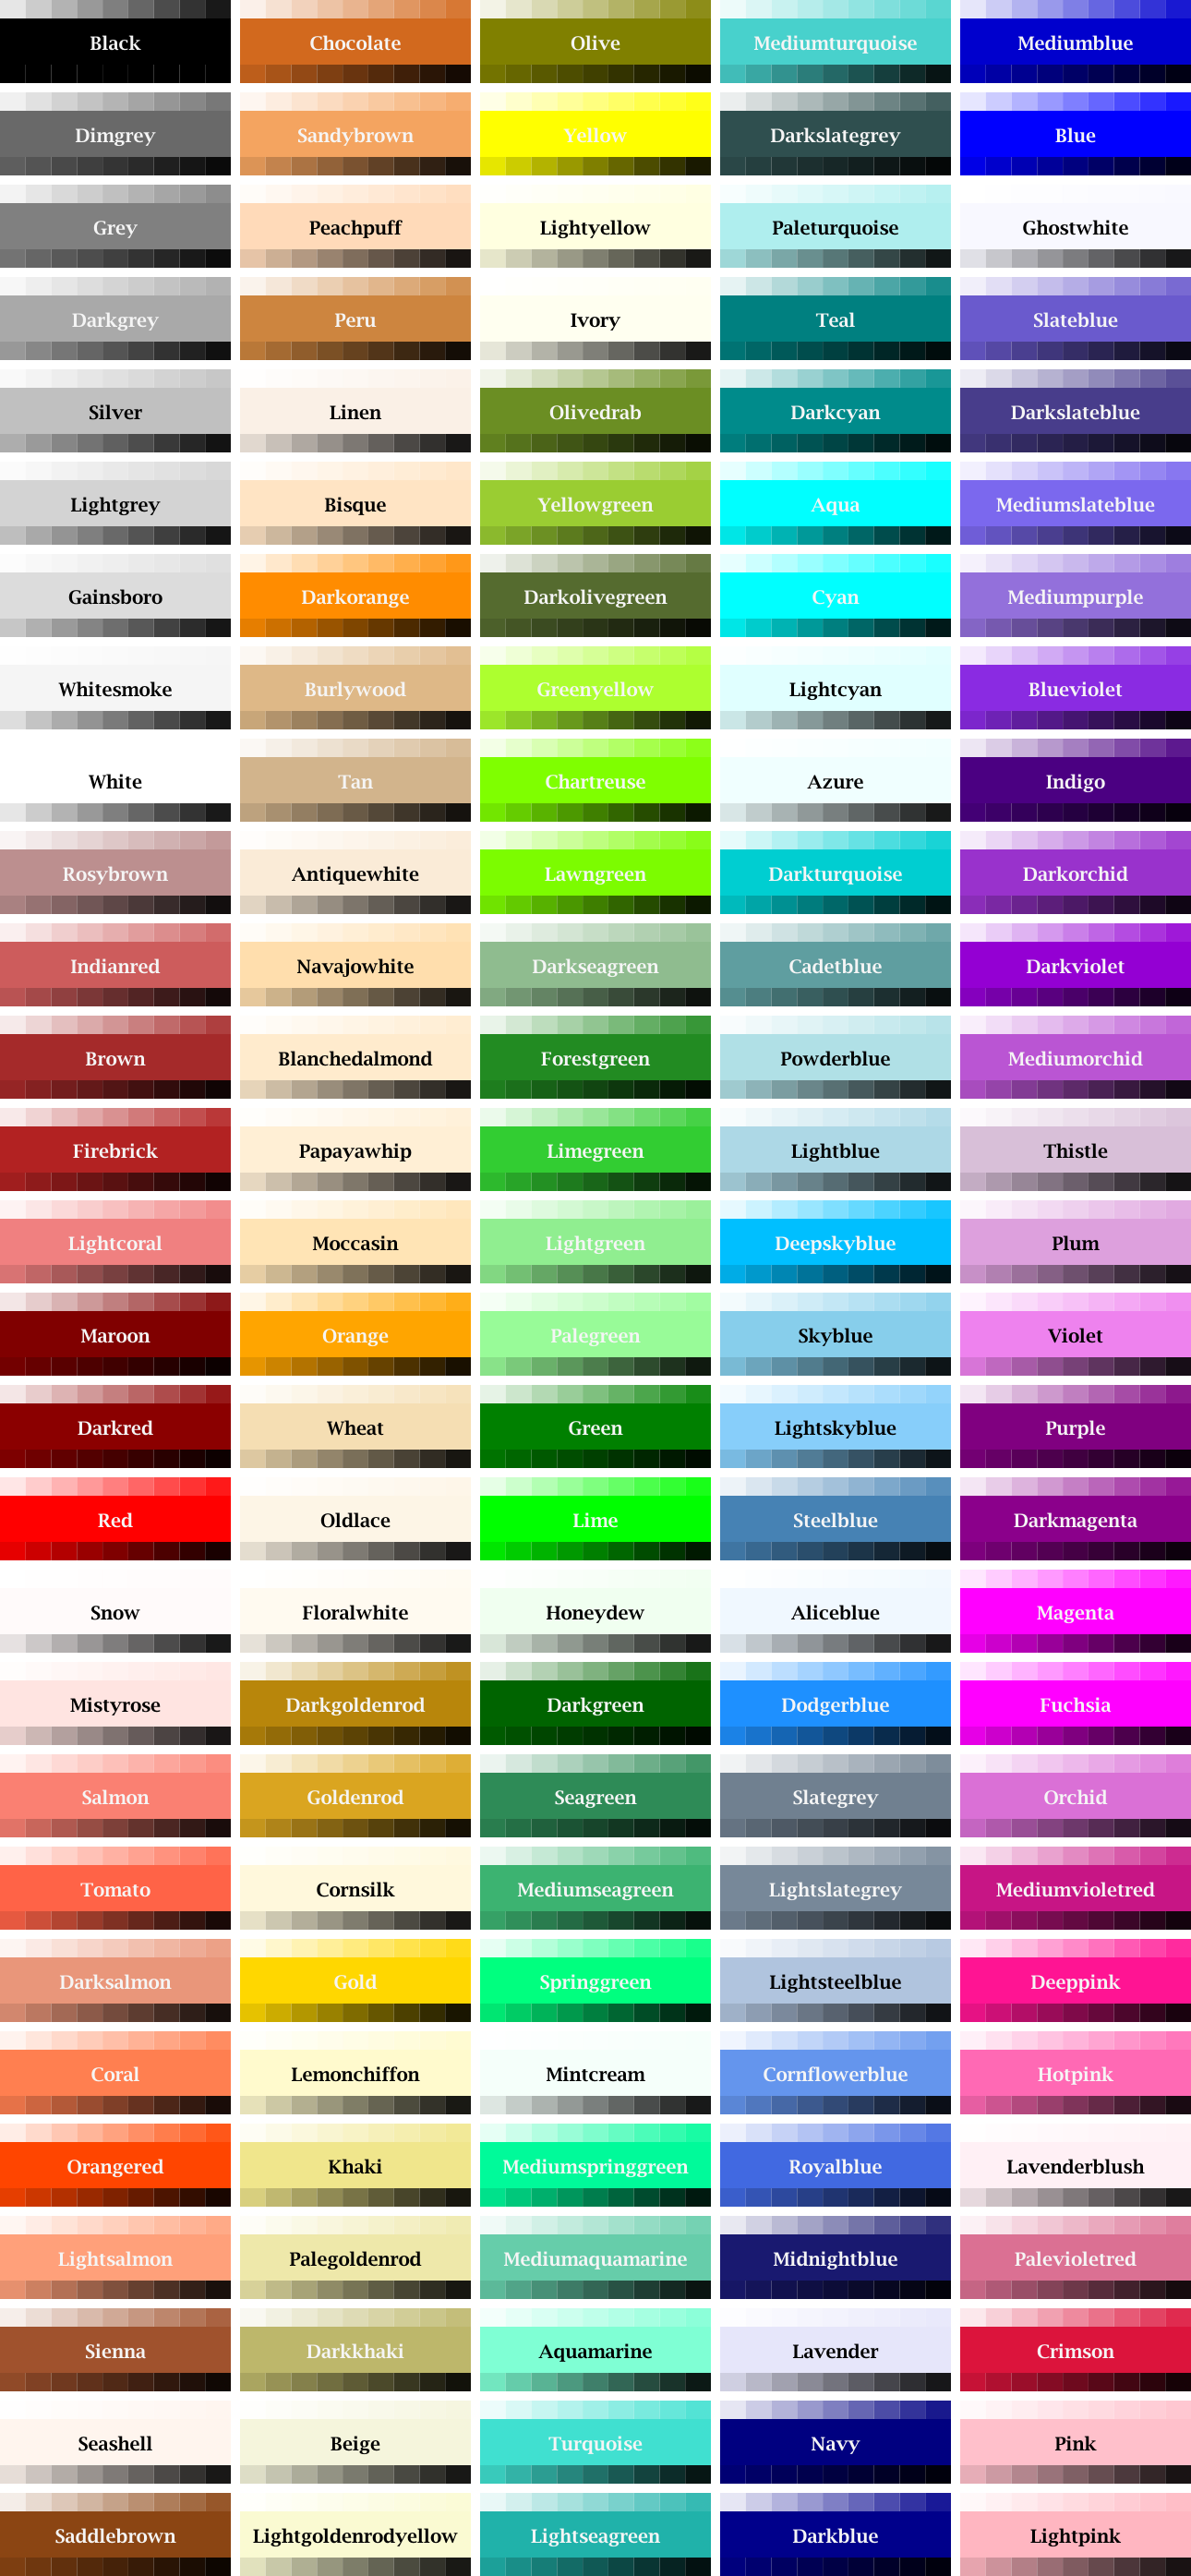 Black Chocolate Olive Mediumturquoise Mediumblue
Dimgrey Sandybrown Yellow Darkslategrey Blue
Grey Peachpuff Lightyellow Paleturquoise Ghostwhite
Darkgrey Peru Ivory Teal Slateblue
Silver Linen Olivedrab Darkcyan Darkslateblue
Lightgrey Bisque Yellowgreen Aqua Mediumslateblue
Gainsboro Darkorange Darkolivegreen Cyan Mediumpurple
Whitesmoke Burlywood Greenyellow Lightcyan Blueviolet
White Tan Chartreuse Azure Indigo
Rosybrown Antiquewhite Lawngreen Darkturquoise Darkorchid
Indianred Navajowhite Darkseagreen Cadetblue Darkviolet
Brown Blanchedalmond Forestgreen Powderblue Mediumorchid
Firebrick Papayawhip Limegreen Lightblue Thistle
Lightcoral Moccasin Lightgreen Deepskyblue Plum
Maroon Orange Palegreen Skyblue Violet
Darkred Wheat Green Lightskyblue Purple
Red Oldlace Lime Steelblue Darkmagenta
Snow Floralwhite Honeydew Aliceblue Magenta
Mistyrose Darkgoldenrod Darkgreen Dodgerblue Fuchsia
Salmon Goldenrod Seagreen Slategrey Orchid
Tomato Cornsilk Mediumseagreen Lightslategrey Mediumvioletred
Darksalmon Gold Springgreen Lightsteelblue Deeppink
Coral Lemonchiffon Mintcream Cornflowerblue Hotpink
Orangered Khaki Mediumspringgreen Royalblue Lavenderblush
Lightsalmon Palegoldenrod Mediumaquamarine Midnightblue Palevioletred
Sienna Darkkhaki Aquamarine Lavender Crimson
Seashell Beige Turquoise Navy Pink
Saddlebrown Lightgoldenrodyellow Lightseagreen Darkblue Lightpink